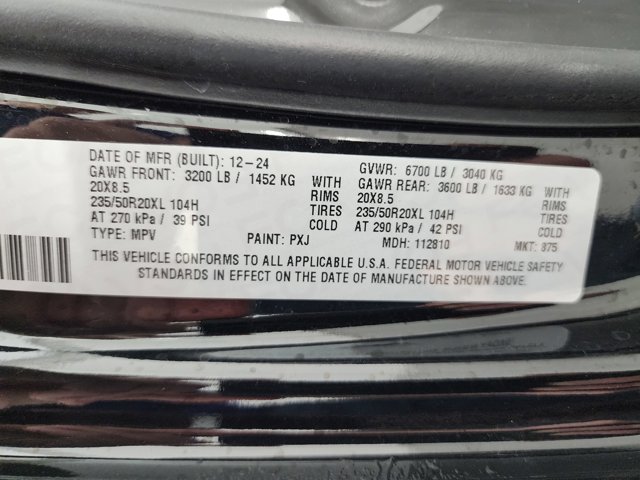 DATE OF MFR (BUILT): 12-24 GVWR: 6700 LB / 3040 KG
GAWR FRONT: 3200 LB / 1452 KG WITH GAWR REAR: 3600 LB / 1633 KG WITH
20X8.5 RIMS 20X8.5 RIMS
235/50R20XL 104H TIRES 235/50R20XL 104H TIRES
AT 270 kPa / 39 PSI COLD AT 290 kPa / 42 PSI COLD
TYPE: MPV PAINT: PXJ MDH: 112810 MKT: 875
THIS VEHICLE CONFORMS TO ALL APPLICABLE U.S.A. FEDERAL MOTOR VEHICLE SAFETY
STANDARDS IN EFFECT ON THE DATE OF MANUFACTURE SHOWN ABOVE.